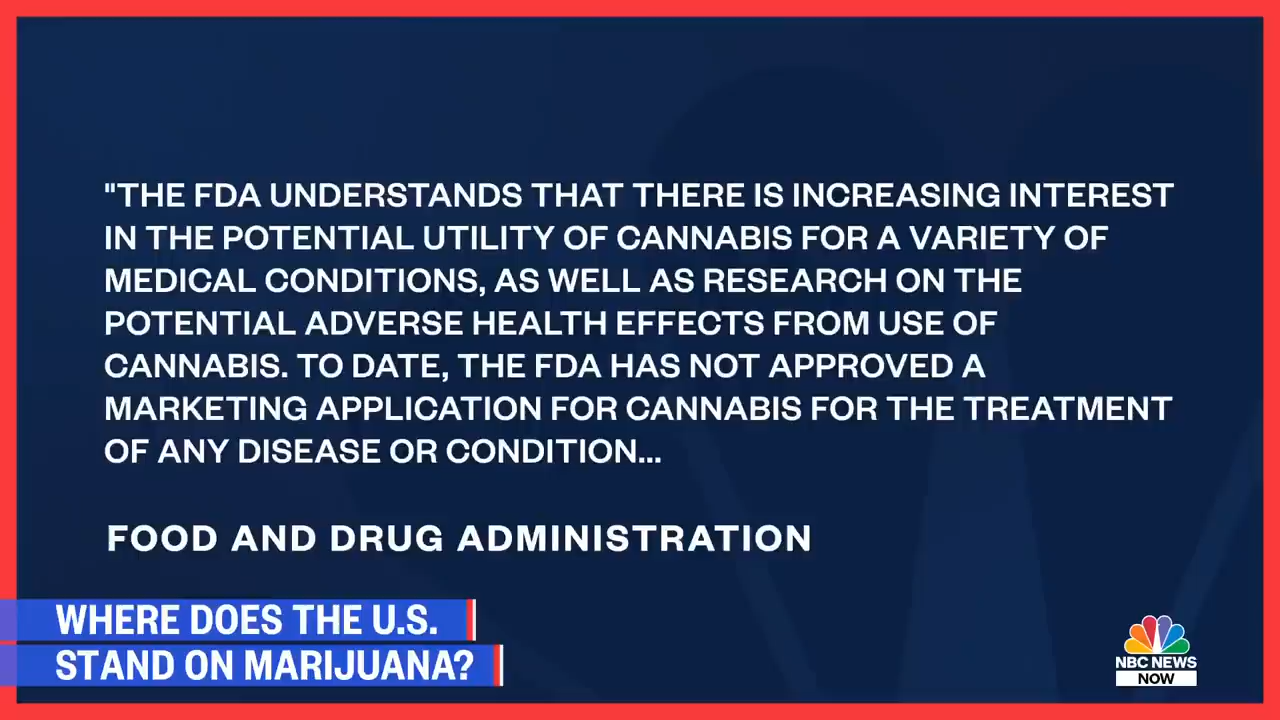 "THE FDA UNDERSTANDS THAT THERE IS INCREASING INTEREST
IN THE POTENTIAL UTILITY OF CANNABIS FOR A VARIETY OF
MEDICAL CONDITIONS, AS WELL AS RESEARCH ON THE
POTENTIAL ADVERSE HEALTH EFFECTS FROM USE OF
CANNABIS. TO DATE, THE FDA HAS NOT APPROVED A
MARKETING APPLICATION FOR CANNABIS FOR THE TREATMENT
OF ANY DISEASE OR CONDITION...
FOOD AND DRUG ADMINISTRATION
WHERE DOES THE U.S.
STAND ON MARIJUANA?
NBC NEWS
NOW